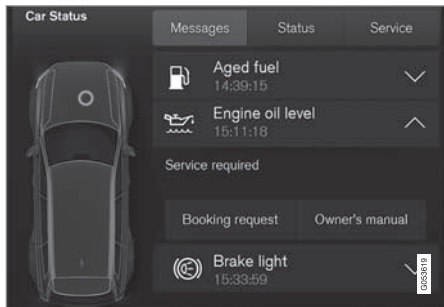 Car Status
Messages Status Service
Aged fuel
14:39:15
Engine oil level
15:11:18
Service required
Booking request Owner's manual
Brake light
15:33:59
G053619